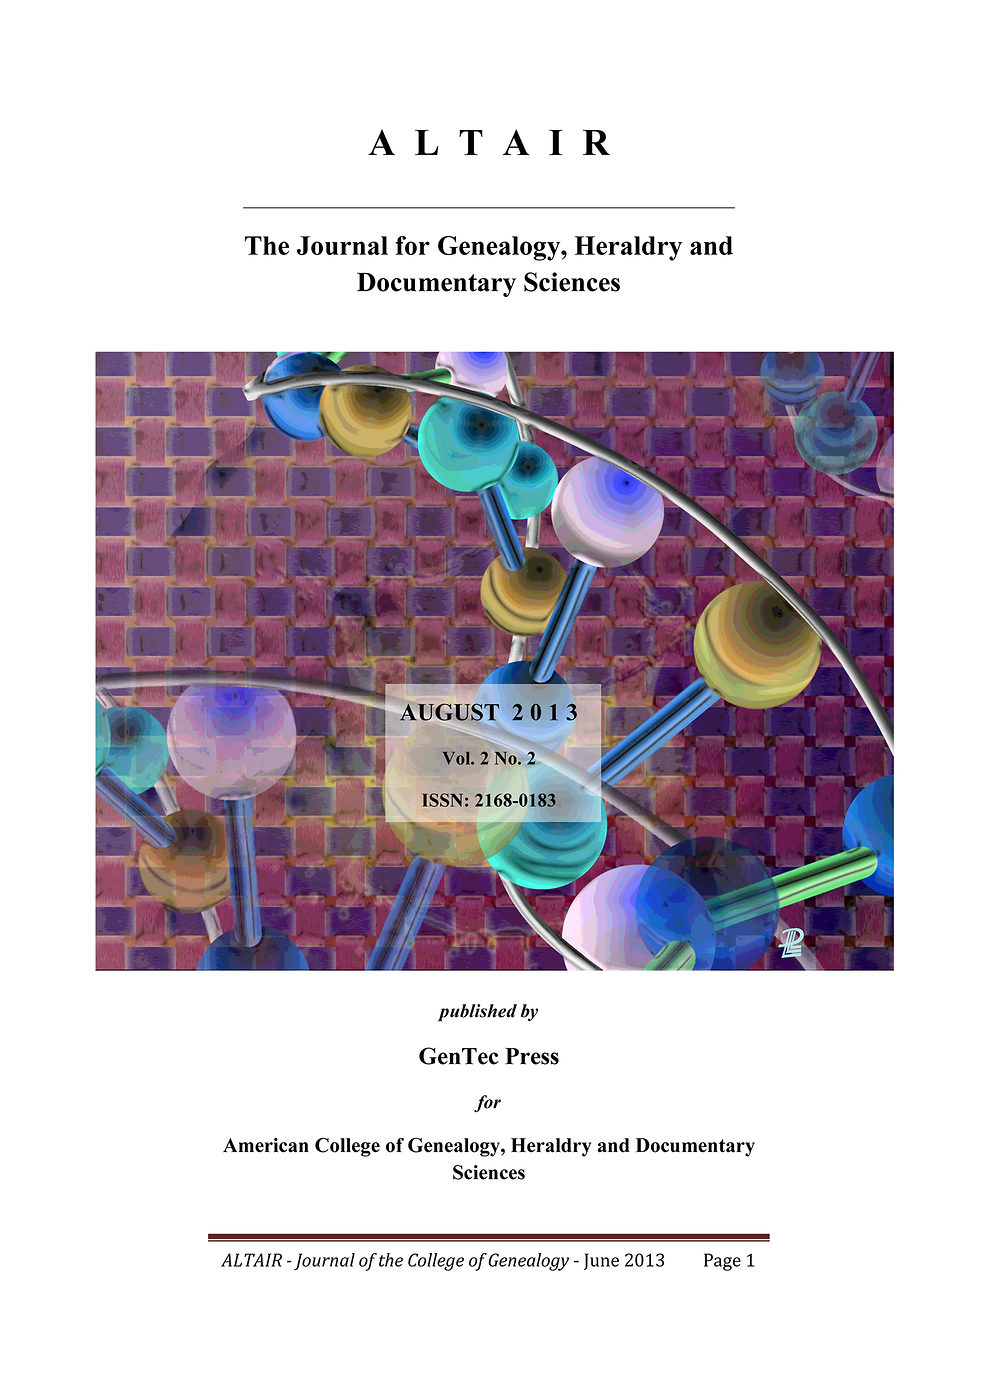 A L T A I R
The Journal for Genealogy, Heraldry and
Documentary Sciences
AUGUST 2 0 1 3
Vol. 2 No. 2
ISSN: 2168-0183
published by
GenTec Press
for
American College of Genealogy, Heraldry and Documentary
Sciences
ALTAIR - Journal of the College of Genealogy - June 2013 Page 1